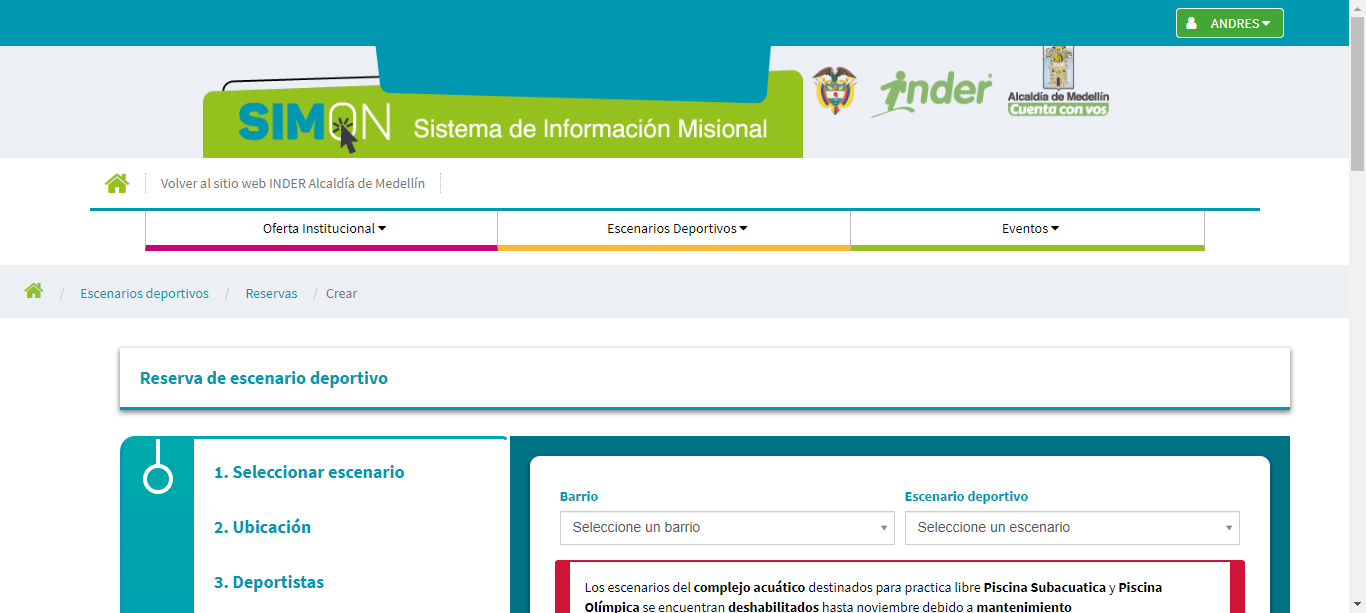 ANDRES
SIMON Sistema de Información Misional
inder
Alcaldía de Medellín
Cuenta con vos
Volver al sitio web INDER Alcaldía de Medellín
Oferta Institucional
Escenarios Deportivos
Eventos
/ Escenarios deportivos / Reservas / Crear
Reserva de escenario deportivo
1. Seleccionar escenario
2. Ubicación
3. Deportistas
Barrio
Escenario deportivo
Seleccione un barrio
Seleccione un escenario
Los escenarios del complejo acuático destinados para practica libre Piscina Subacuatica y Piscina
Olímpica se encuentran deshabilitados hasta noviembre debido a mantenimiento